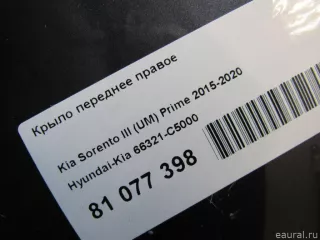 Крыло переднее правое
Kia Sorento III (UM) Prime 2015-2020
Hyundai-Kia 66321-C5000
81 077 398
eaural.ru/